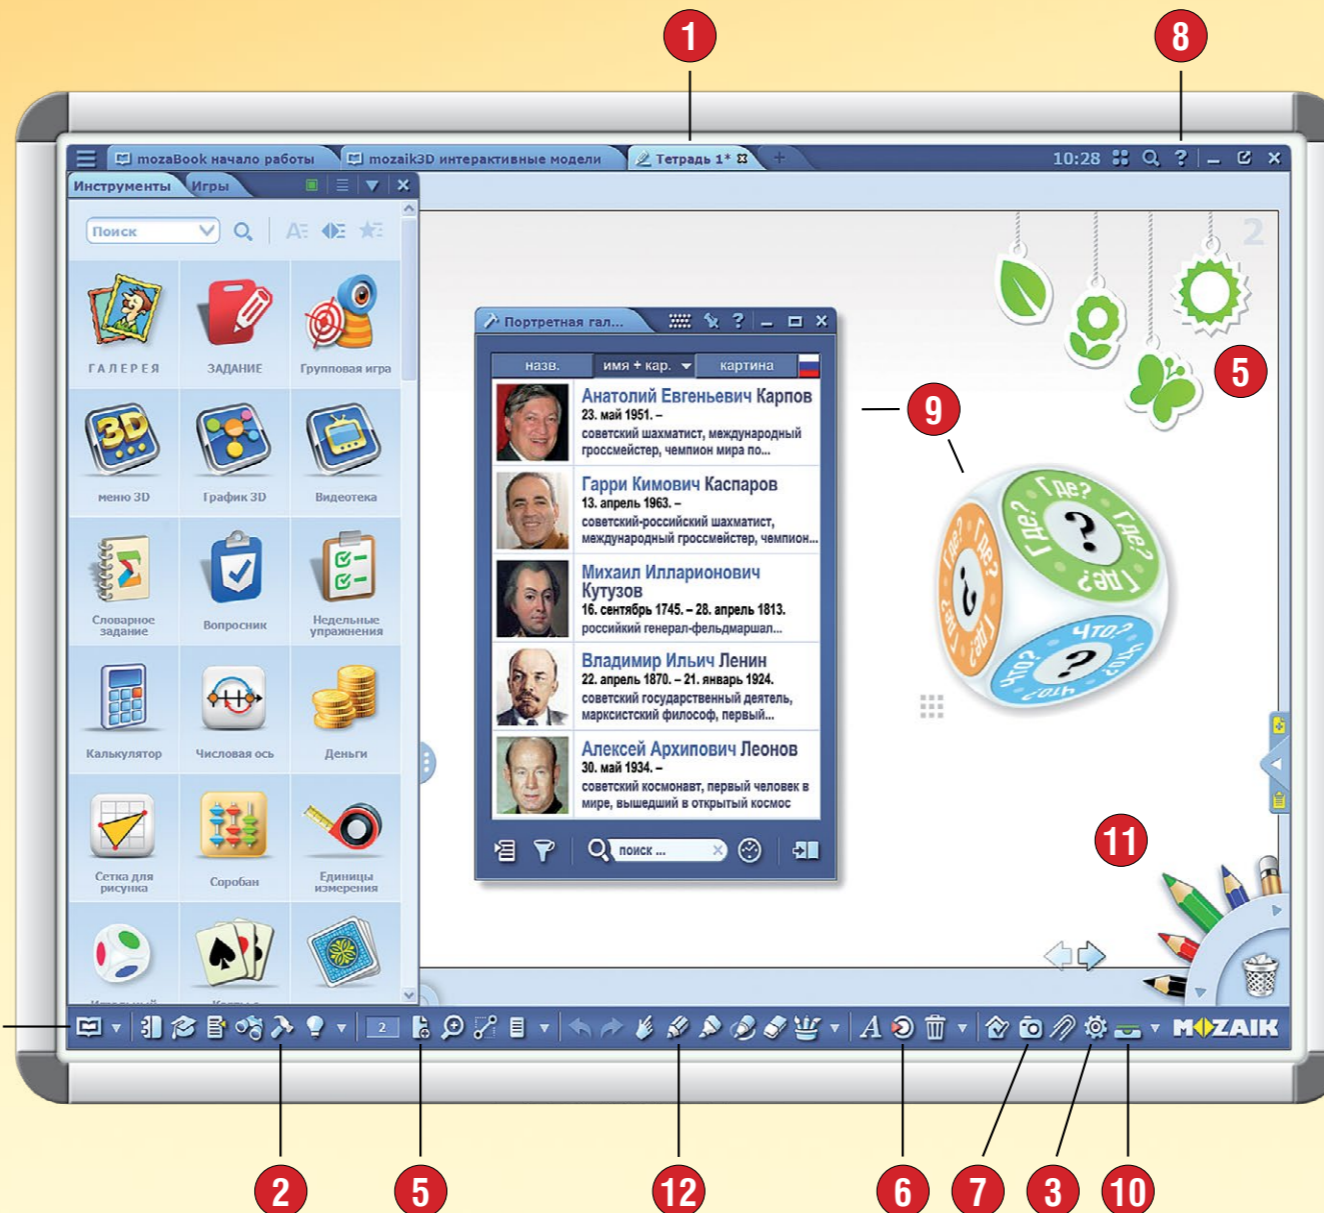 1
8
mozaBook начало работы
mozaik3D интерактивные модели
Тетрадь 1*
10:28
?
Инструменты
Игры
Поиск
ГАЛЕРЕЯ
ЗАДАНИЕ
Групповая игра
меню 3D
График 3D
Видеотека
Словарное
задание
Вопросник
Недельные
упражнения
Калькулятор
Числовая ось
Деньги
Сетка для
рисунка
Соробан
Единицы
измерения
2
5
Портретная гал...
?
назв.
имя + кар.
картина
Анатолий Евгеньевич Карпов
23. май 1951. –
советский шахматист, международный
гроссмейстер, чемпион мира по...
Гарри Кимович Каспаров
13. апрель 1963. –
советский-российский шахматист,
международный гроссмейстер, чемпион...
Михаил Илларионович
Кутузов
16. сентябрь 1745. – 28. апрель 1813.
российкий генерал-фельдмаршал...
Владимир Ильич Ленин
22. апрель 1870. – 21. январь 1924.
советский государственный деятель,
марксистский философ, первый...
Алексей Архипович Леонов
30. май 1934. –
советский космонавт, первый человек в
мире, вышедший в открытый космос
поиск ...
9
Где? Где? Где? Где?
?
Где? Где? Где? Где?
?
Что? Что? Что? Что?
?
11
2
A
MOZAIK
2
5
12
6
7
3
10